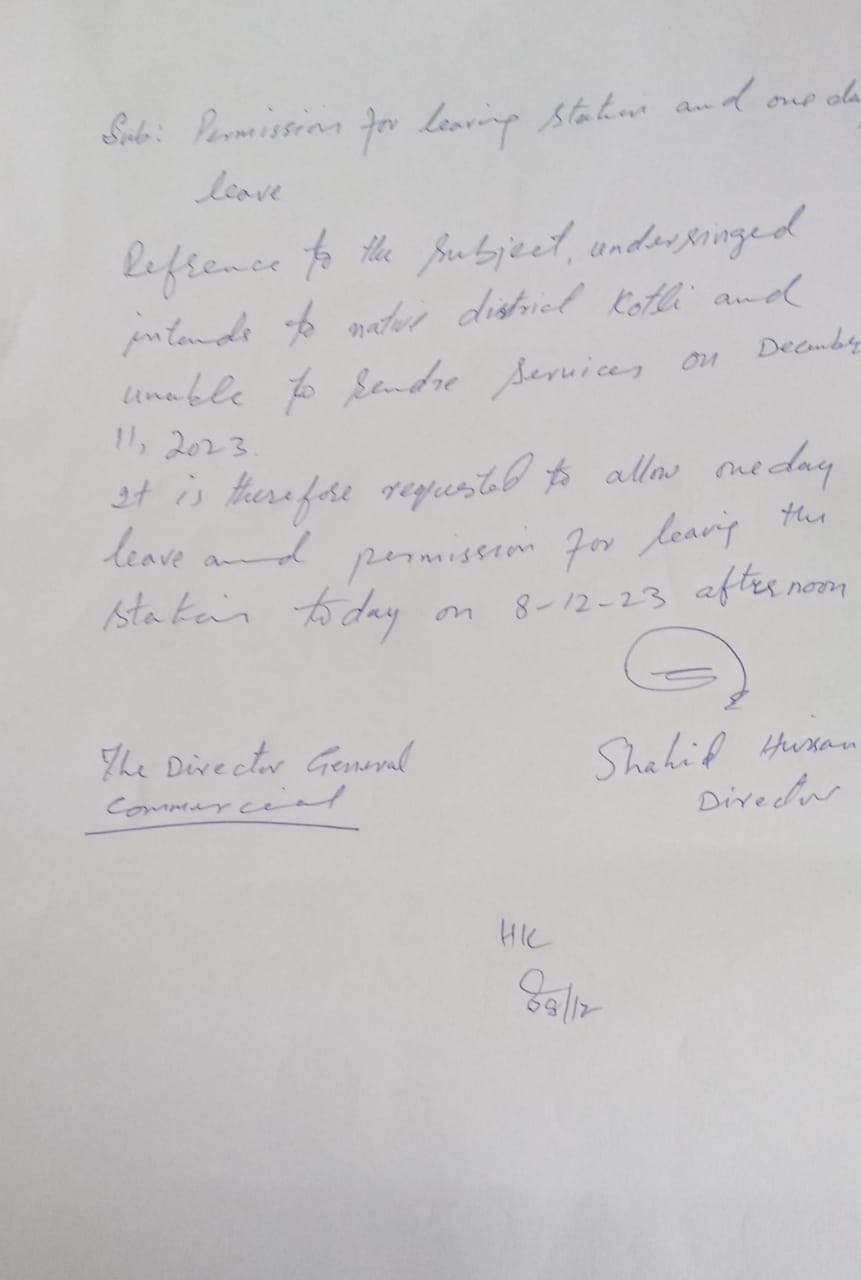 Sub: Permission for leaving station and one da
leave
Refrence to the subject, undersinged
intends to native district Kotli and
unable to rendre services on December
11, 2023.
It is therefore requested to allow one day
leave and permission for leavig the
station today on 8-12-23 afternoon
The Director General
Commercial
Shahid Hussan
Director
HK
08/12